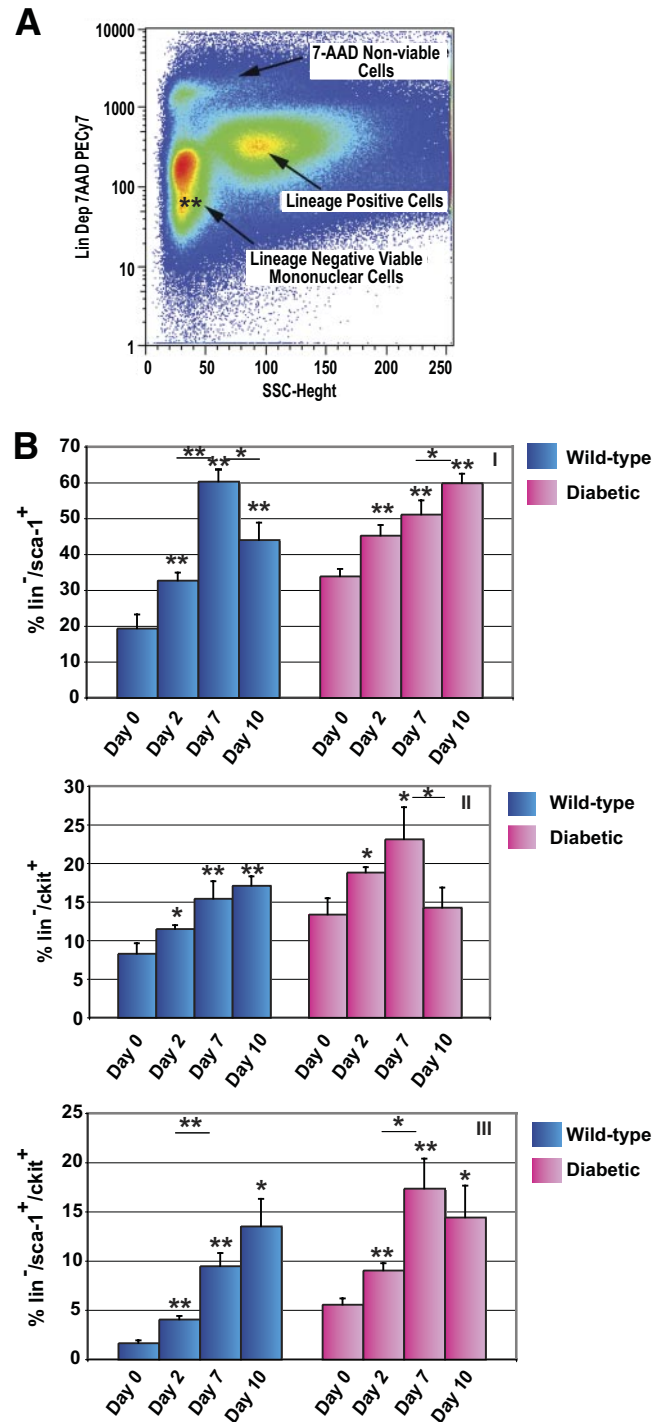 A
10000
1000
100
10
1
Lin Dep 7AAD PECy7
7-AAD Non-viable
Cells
Lineage Positive Cells
**
Lineage Negative Viable
Mononuclear Cells
0 50 100 150 200 250
SSC-Heght
B
70
60
50
40
30
20
10
0
% lin⁻/sca-1⁺
** * * I
** ** ** ** ** **
Day 0 Day 2 Day 7 Day 10 Day 0 Day 2 Day 7 Day 10
Wild-type
Diabetic
30
25
20
15
10
5
0
% lin⁻/ckit⁺
* * II
* ** ** *
Day 0 Day 2 Day 7 Day 10 Day 0 Day 2 Day 7 Day 10
Wild-type
Diabetic
25
20
15
10
5
0
% lin⁻/sca-1⁺/ckit⁺
** * III
** ** * ** ** *
Day 0 Day 2 Day 7 Day 10 Day 0 Day 2 Day 7 Day 10
Wild-type
Diabetic